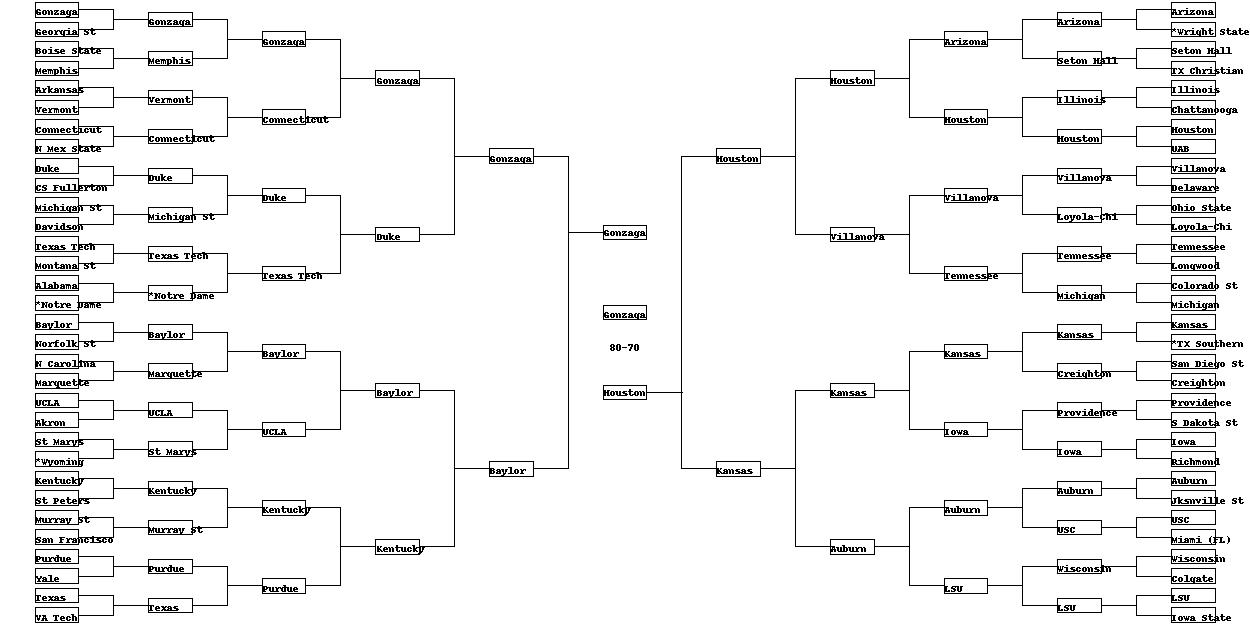 Gonzaga
Georgia St
Boise State
Memphis
Arkansas
Vermont
Connecticut
N Mex State
Duke
CS Fullerton
Michigan St
Davidson
Texas Tech
Montana St
Alabama
*Notre Dame
Baylor
Norfolk St
N Carolina
Marquette
UCLA
Akron
St Marys
*Wyoming
Kentucky
St Peters
Murray St
San Francisco
Purdue
Yale
Texas
VA Tech
Gonzaga
Memphis
Vermont
Connecticut
Duke
Michigan St
Texas Tech
*Notre Dame
Baylor
Marquette
UCLA
St Marys
Kentucky
Murray St
Purdue
Texas
Gonzaga
Connecticut
Duke
Texas Tech
Baylor
UCLA
Kentucky
Purdue
Gonzaga
Duke
Baylor
Kentucky
Gonzaga
Baylor
Gonzaga
Gonzaga
80-70
Houston
Houston
Kansas
Houston
Villanova
Kansas
Auburn
Arizona
Houston
Villanova
Tennessee
Kansas
Iowa
Auburn
LSU
Arizona
Seton Hall
Illinois
Houston
Villanova
Loyola-Chi
Tennessee
Michigan
Kansas
Creighton
Providence
Iowa
Auburn
USC
Wisconsin
LSU
Arizona
*Wright State
Seton Hall
TX Christian
Illinois
Chattanooga
Houston
UAB
Villanova
Delaware
Ohio State
Loyola-Chi
Tennessee
Longwood
Colorado St
Michigan
Kansas
*TX Southern
San Diego St
Creighton
Providence
S Dakota St
Iowa
Richmond
Auburn
Jksnville St
USC
Miami (FL)
Wisconsin
Colgate
LSU
Iowa State